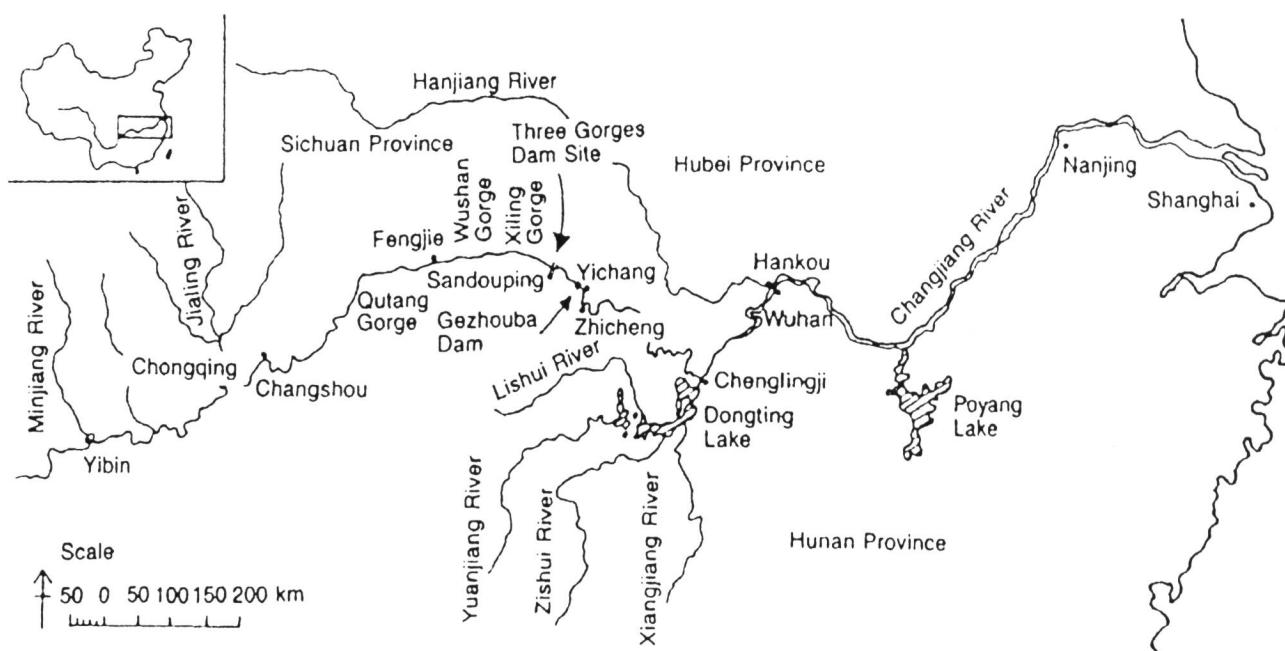 Hanjiang River
Sichuan Province
Three Gorges
Dam Site
Hubei Province
Nanjing
Shanghai
Changjiang River
Jialing River
Minjiang River
Fengjie
Wushan
Gorge
Xiling
Gorge
Sandouping
Yichang
Hankou
Qutang
Gorge
Gezhouba
Dam
Zhicheng
Wuhan
Chongqing
Changshou
Lishui River
Chenglingji
Dongting
Lake
Poyang
Lake
Yibin
Yuanjiang River
Zishui River
Xiangjiang River
Hunan Province
Scale
50 0 50 100 150 200 km